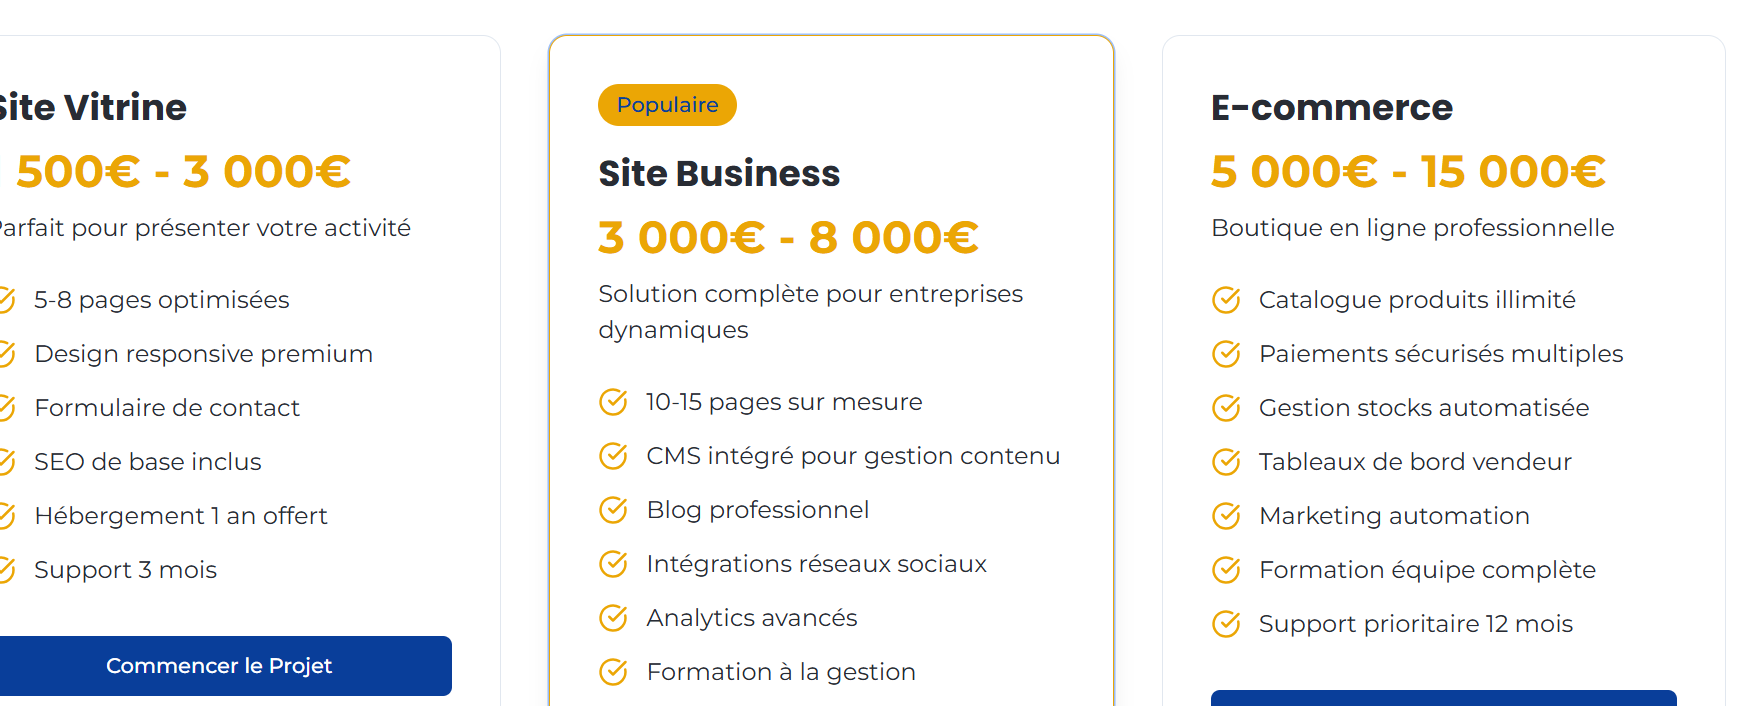 Site Vitrine
500€ - 3 000€
Parfait pour présenter votre activité
5-8 pages optimisées
Design responsive premium
Formulaire de contact
SEO de base inclus
Hébergement 1 an offert
Support 3 mois
Commencer le Projet
Populaire
Site Business
3 000€ - 8 000€
Solution complète pour entreprises
dynamiques
10-15 pages sur mesure
CMS intégré pour gestion contenu
Blog professionnel
Intégrations réseaux sociaux
Analytics avancés
Formation à la gestion
E-commerce
5 000€ - 15 000€
Boutique en ligne professionnelle
Catalogue produits illimité
Paiements sécurisés multiples
Gestion stocks automatisée
Tableaux de bord vendeur
Marketing automation
Formation équipe complète
Support prioritaire 12 mois